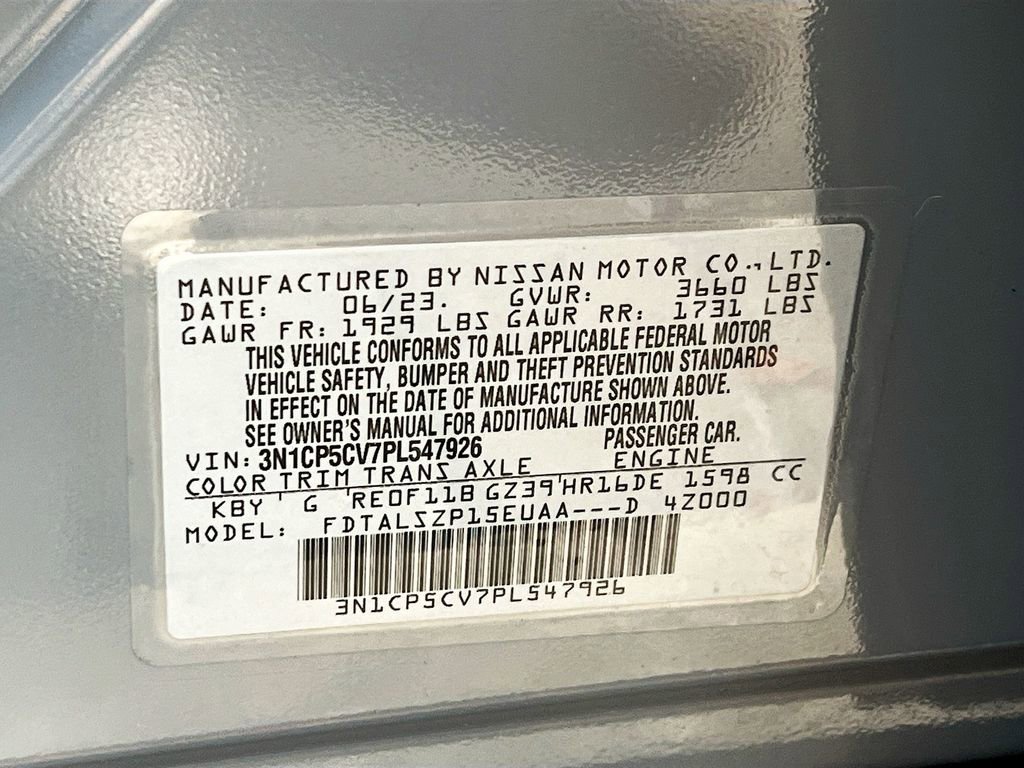 MANUFACTURED BY NISSAN MOTOR CO.,LTD.
DATE: 06/23. GVWR: 3660 LBS
GAWR FR: 1929 LBS GAWR RR: 1731 LBS
THIS VEHICLE CONFORMS TO ALL APPLICABLE FEDERAL MOTOR
VEHICLE SAFETY, BUMPER AND THEFT PREVENTION STANDARDS
IN EFFECT ON THE DATE OF MANUFACTURE SHOWN ABOVE.
SEE OWNER'S MANUAL FOR ADDITIONAL INFORMATION.
VIN: 3N1CP5CV7PL547926 PASSENGER CAR.
COLOR TRIM TRANS AXLE ENGINE
KBY ' G 'RE0F11B GZ39'HR16DE 1598 CC
MODEL: FDTALSZP15EUAA---D 4Z000
3N1CP5CV7PL547926